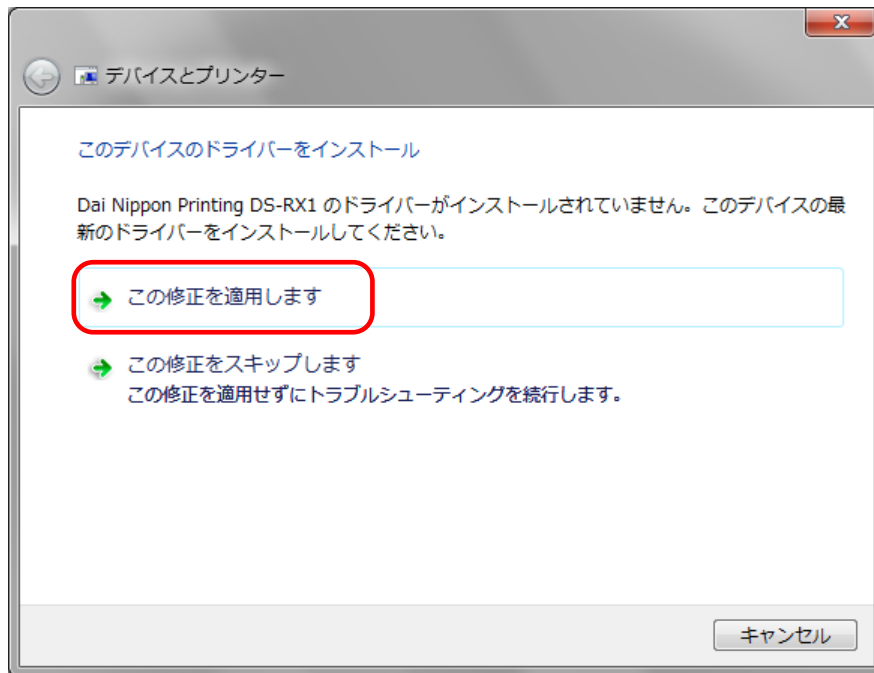 デバイスとプリンター
このデバイスのドライバーをインストール
Dai Nippon Printing DS-RX1 のドライバーがインストールされていません。このデバイスの最
新のドライバーをインストールしてください。
この修正を適用します
この修正をスキップします
この修正を適用せずにトラブルシューティングを続行します。
キャンセル